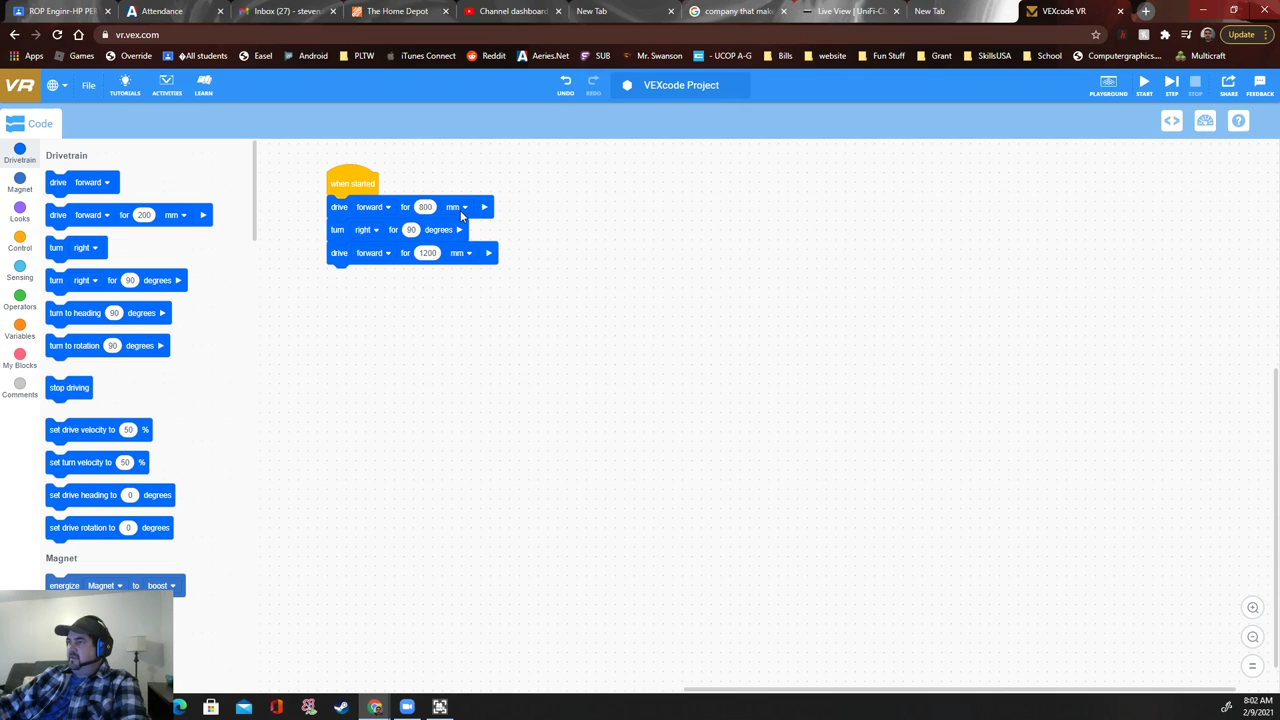 ROP Engin-HP PER
Attendance
Inbox (27) - steven
The Home Depot
Channel dashboard
New Tab
company that make
Live View | UniFi-Cl
New Tab
VEXcode VR
vr.vex.com
Update
Apps
Gaming
Override
All students
Easel
Android
PLTW
iTunes Connect
Reddit
Aeries.Net
SUB
Mr. Swanson
- UCOP A-G
Bills
website
Fun Stuff
Grant
SkillsUSA
School
Computergraphics...
Multicraft
VR
File
TUTORIALS
ACTIVITIES
LEARN
UNDO
REDO
VEXcode Project
PLAYGROUND
START
STEP
STOP
SHARE
FEEDBACK
Code
Drivetrain
Magnet
Looks
Control
Sensing
Operators
Variables
My Blocks
Comments
Drivetrain
drive forward
drive forward for 200 mm
turn right
turn right for 90 degrees
turn to heading 90 degrees
turn to rotation 90 degrees
stop driving
set drive velocity to 50 %
set turn velocity to 50 %
set drive heading to 0 degrees
set drive rotation to 0 degrees
Magnet
energize Magnet to boost
when started
drive forward for 800 mm
turn right for 90 degrees
drive forward for 1200 mm
8:02 AM
2/9/2021